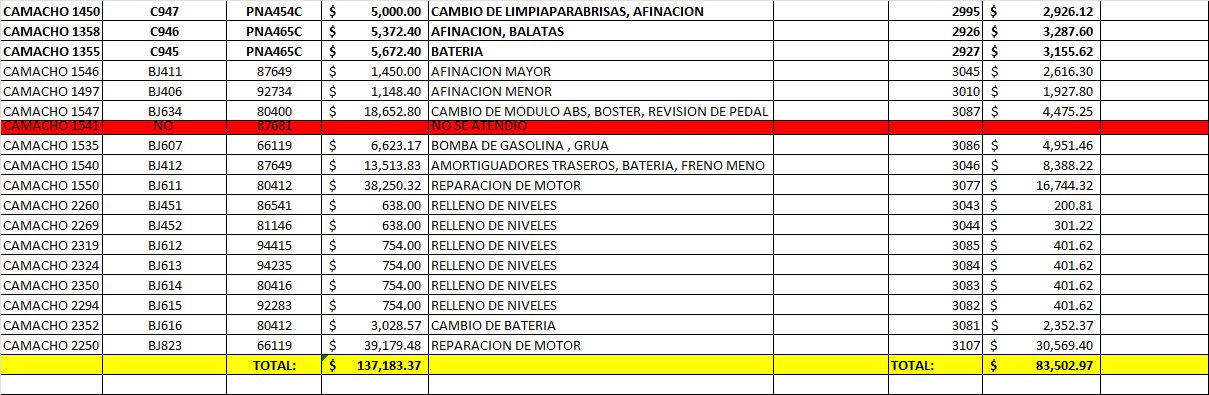 CAMACHO 1450 C947 PNA454C $ 5,000.00 CAMBIO DE LIMPIAPARABRISAS, AFINACION 2995 $ 2,926.12
CAMACHO 1358 C946 PNA465C $ 5,372.40 AFINACION, BALATAS 2926 $ 3,287.60
CAMACHO 1355 C945 PNA465C $ 5,672.40 BATERIA 2927 $ 3,155.62
CAMACHO 1546 BJ411 87649 $ 1,450.00 AFINACION MAYOR 3045 $ 2,616.30
CAMACHO 1497 BJ406 92734 $ 1,148.40 AFINACION MENOR 3010 $ 1,927.80
CAMACHO 1547 BJ634 80400 $ 18,652.80 CAMBIO DE MODULO ABS, BOSTER, REVISION DE PEDAL 3087 $ 4,475.25
CAMACHO 1541 NO 87681 NO SE ATENDIO
CAMACHO 1535 BJ607 66119 $ 6,623.17 BOMBA DE GASOLINA , GRUA 3086 $ 4,951.46
CAMACHO 1540 BJ412 87649 $ 13,513.83 AMORTIGUADORES TRASEROS, BATERIA, FRENO MENO 3046 $ 8,388.22
CAMACHO 1550 BJ611 80412 $ 38,250.32 REPARACION DE MOTOR 3077 $ 16,744.32
CAMACHO 2260 BJ451 86541 $ 638.00 RELLENO DE NIVELES 3043 $ 200.81
CAMACHO 2269 BJ452 81146 $ 638.00 RELLENO DE NIVELES 3044 $ 301.22
CAMACHO 2319 BJ612 94415 $ 754.00 RELLENO DE NIVELES 3085 $ 401.62
CAMACHO 2324 BJ613 94235 $ 754.00 RELLENO DE NIVELES 3084 $ 401.62
CAMACHO 2350 BJ614 80416 $ 754.00 RELLENO DE NIVELES 3083 $ 401.62
CAMACHO 2294 BJ615 92283 $ 754.00 RELLENO DE NIVELES 3082 $ 401.62
CAMACHO 2352 BJ616 80412 $ 3,028.57 CAMBIO DE BATERIA 3081 $ 2,352.37
CAMACHO 2250 BJ823 66119 $ 39,179.48 REPARACION DE MOTOR 3107 $ 30,569.40
TOTAL: $ 137,183.37 TOTAL: $ 83,502.97